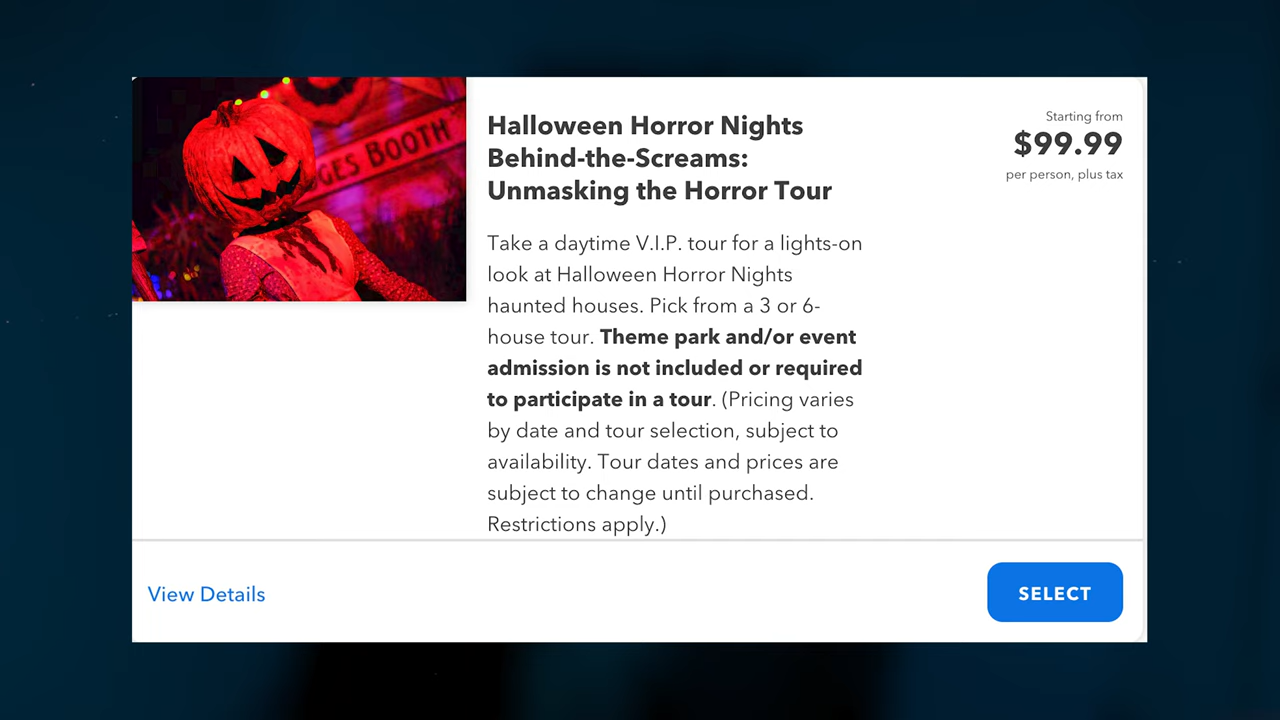 GES BOOTH
Halloween Horror Nights
Behind-the-Screams:
Unmasking the Horror Tour
Starting from
$99.99
per person, plus tax
Take a daytime V.I.P. tour for a lights-on
look at Halloween Horror Nights
haunted houses. Pick from a 3 or 6-
house tour. Theme park and/or event
admission is not included or required
to participate in a tour. (Pricing varies
by date and tour selection, subject to
availability. Tour dates and prices are
subject to change until purchased.
Restrictions apply.)
View Details
SELECT